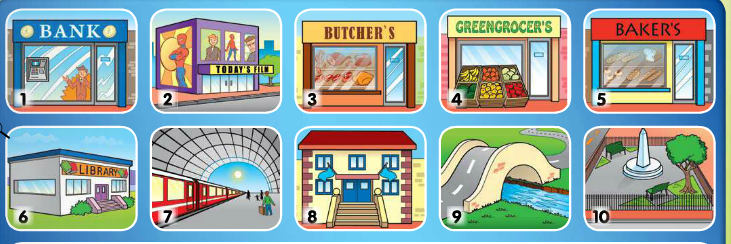 BANK
1
TODAY'S FILM
2
BUTCHER'S
3
GREENGROCER'S
4
BAKER'S
5
LIBRARY
6
7
8
9
10